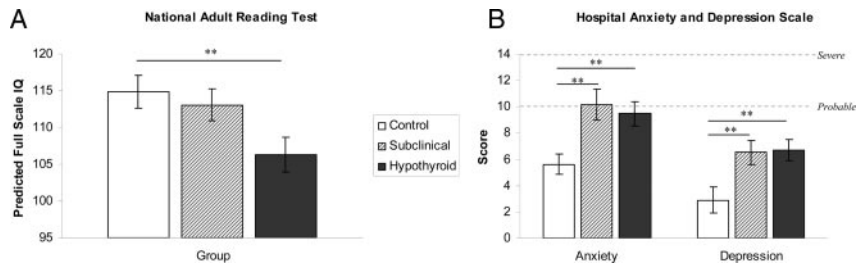 A
National Adult Reading Test
Predicted Full Scale IQ
120
115
110
105
100
95
**
Group
Control
Subclinical
Hypothyroid
B
Hospital Anxiety and Depression Scale
Score
14
12
10
8
6
4
2
0
Severe
Probable
**
**
**
**
Anxiety
Depression